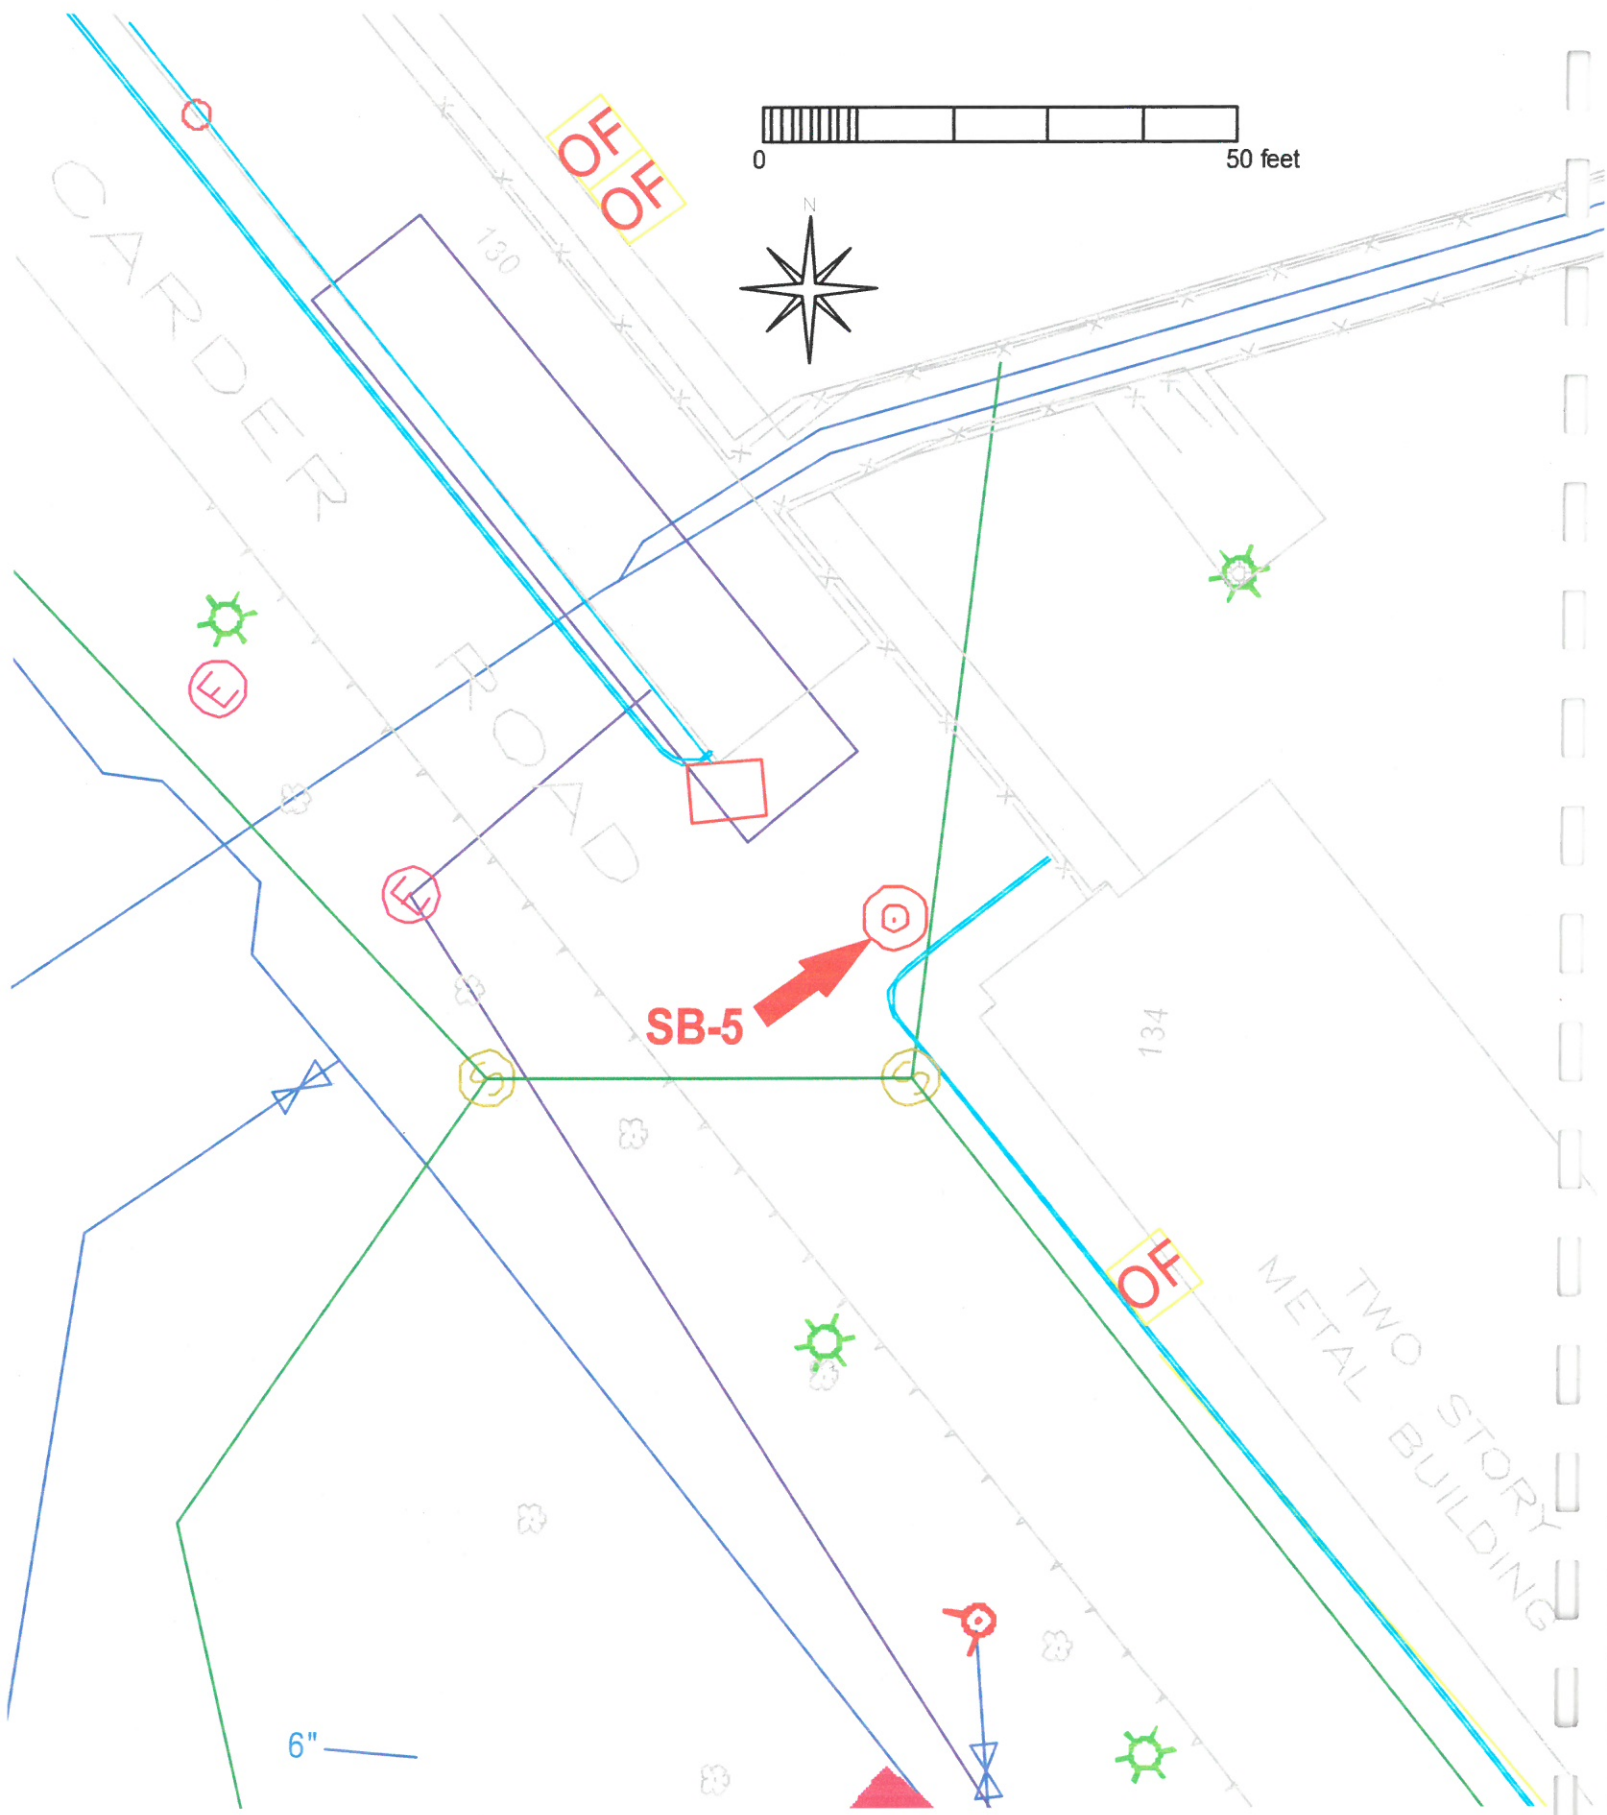 OF
OF
0 50 feet
N
CARDER
130
E
ROAD
E
SB-5
S
S
134
OF
TWO STORY
METAL BUILDING
6"